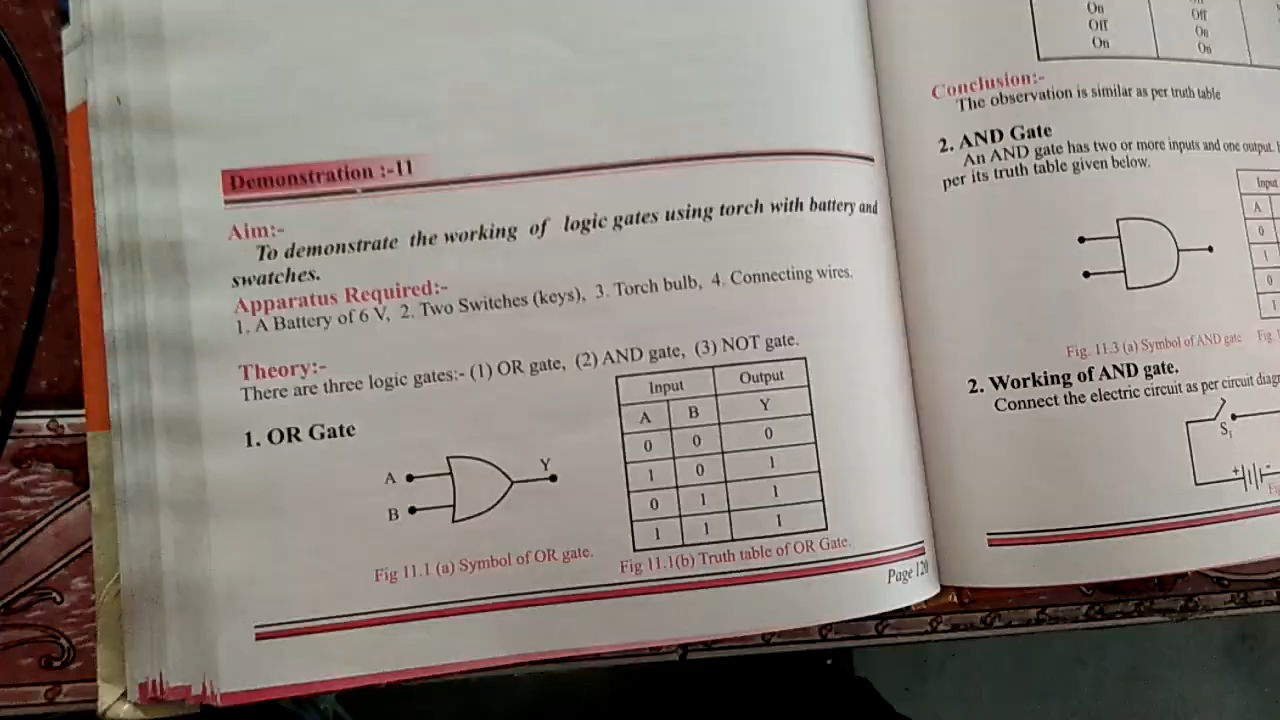 Demonstration :-11
Aim:-
To demonstrate the working of logic gates using torch with battery and
swatches.
Apparatus Required:-
1. A Battery of 6 V, 2. Two Switches (keys), 3. Torch bulb, 4. Connecting wires.
Theory:-
There are three logic gates:- (1) OR gate, (2) AND gate, (3) NOT gate.
1. OR Gate
A
B
Y
Fig 11.1 (a) Symbol of OR gate.
Input Output
A B Y
0 0 0
1 0 1
0 1 1
1 1 1
Fig 11.1(b) Truth table of OR Gate.
Page 120
On Off
Off On
On On
Conclusion:-
The observation is similar as per truth table
2. AND Gate
An AND gate has two or more inputs and one output.
per its truth table given below.
Input
A
0
1
0
1
Fig. 11.3 (a) Symbol of AND gate Fig.
2. Working of AND gate.
Connect the electric circuit as per circuit
S₁
+ -